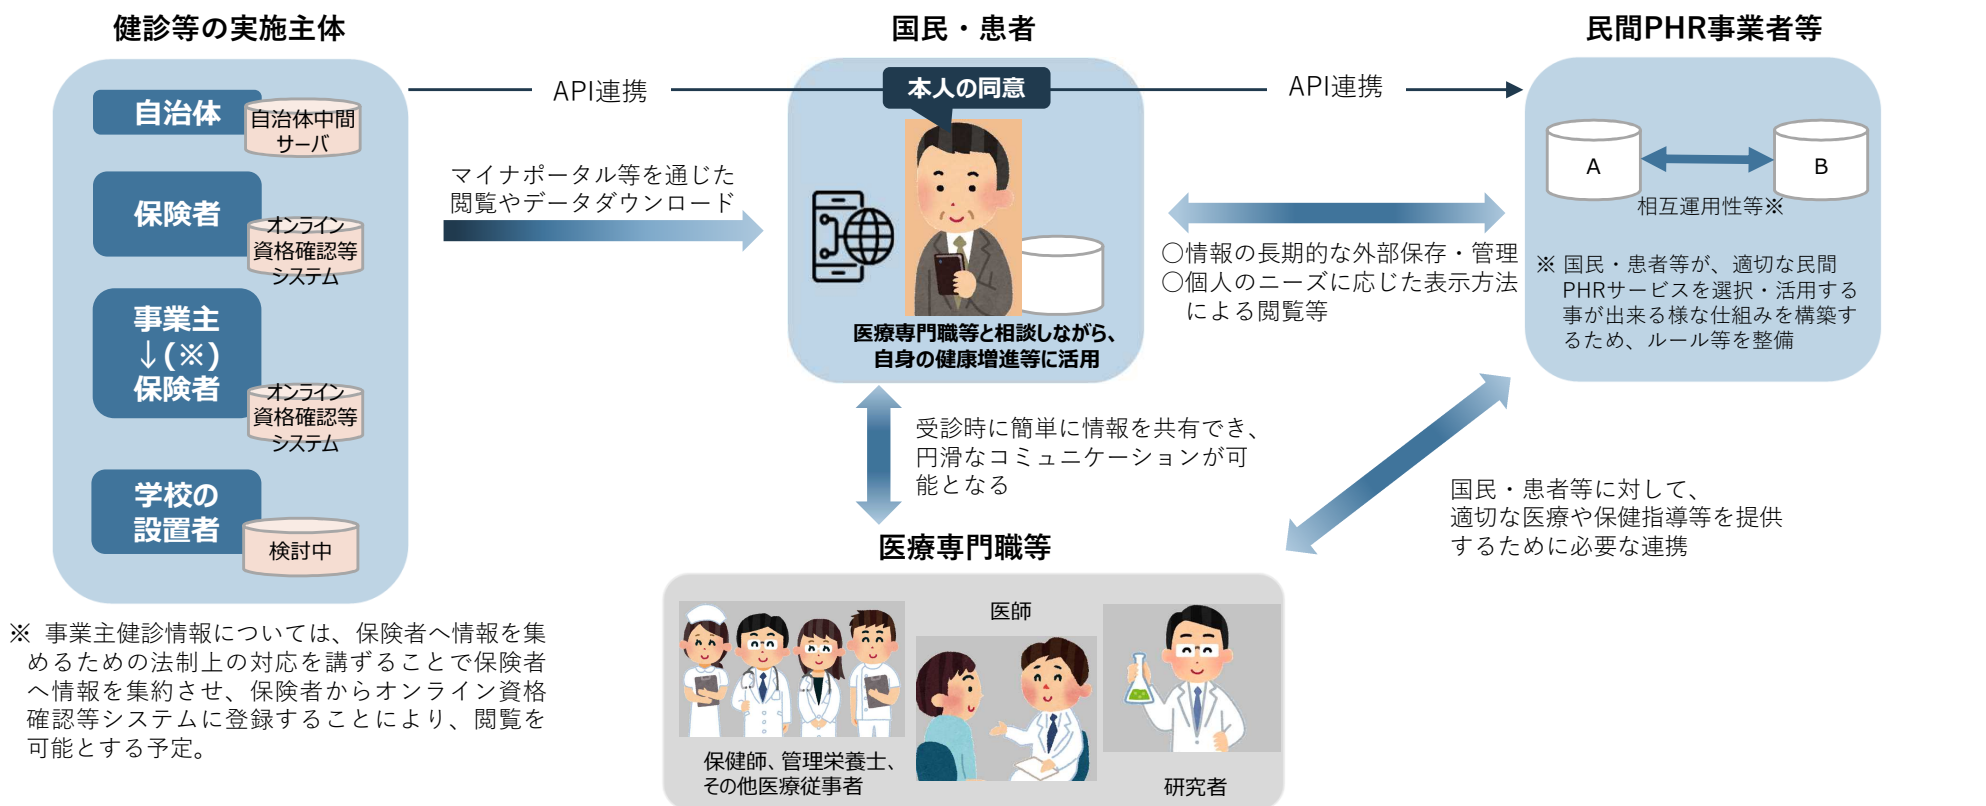 健診等の実施主体
自治体
自治体中間
サーバ
保険者
オンライン
資格確認等
システム
事業主
↓(※)
保険者
オンライン
資格確認等
システム
学校の
設置者
検討中
※ 事業主健診情報については、保険者へ情報を集
めるための法制上の対応を講ずることで保険者
へ情報を集約させ、保険者からオンライン資格
確認等システムに登録することにより、閲覧を
可能とする予定。
API連携
マイナポータル等を通じた
閲覧やデータダウンロード
国民・患者
本人の同意
医療専門職等と相談しながら、
自身の健康増進等に活用
API連携
○情報の長期的な外部保存・管理
○個人のニーズに応じた表示方法
による閲覧等
民間PHR事業者等
A
B
相互運用性等※
※ 国民・患者等が、適切な民間
PHRサービスを選択・活用する
事が出来る様な仕組みを構築す
るため、ルール等を整備
受診時に簡単に情報を共有でき、
円滑なコミュニケーションが可
能となる
国民・患者等に対して、
適切な医療や保健指導等を提供
するために必要な連携
医療専門職等
保健師、管理栄養士、
その他医療従事者
医師
研究者